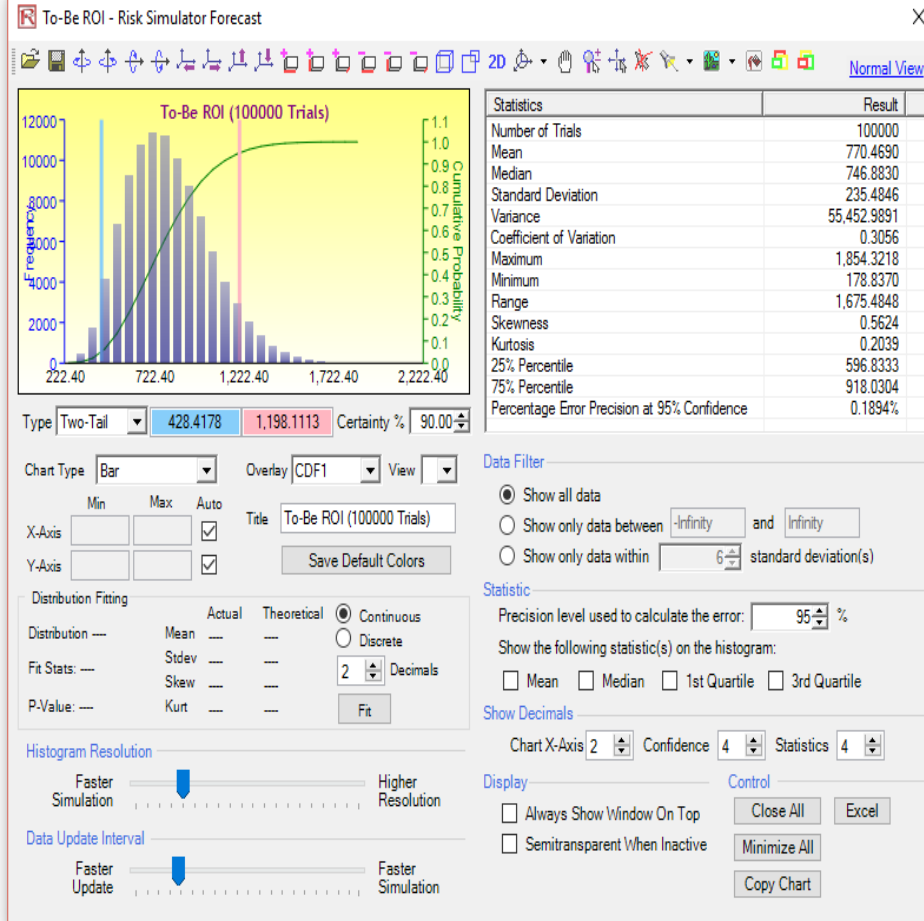 To-Be ROI - Risk Simulator Forecast
X
2D
Normal View
To-Be ROI (100000 Trials)
12000
10000
8000
6000
4000
2000
0
Frequency
1.1
1.0
0.9
0.8
0.7
0.6
0.5
0.4
0.3
0.2
0.1
0.0
Cumulative Probability
222.40 722.40 1,222.40 1,722.40 2,222.40
Type Two-Tail 428.4178 1,198.1113 Certainty % 90.00
Statistics Result
Number of Trials 100000
Mean 770.4690
Median 746.8830
Standard Deviation 235.4846
Variance 55,452.9891
Coefficient of Variation 0.3056
Maximum 1,854.3218
Minimum 178.8370
Range 1,675.4848
Skewness 0.5624
Kurtosis 0.2039
25% Percentile 596.8333
75% Percentile 918.0304
Percentage Error Precision at 95% Confidence 0.1894%
Chart Type Bar Overlay CDF1 View
Min Max Auto
X-Axis
Y-Axis
Title To-Be ROI (100000 Trials)
Save Default Colors
Distribution Fitting
Actual Theoretical
Distribution ---- Mean ---- ----
Fit Stats: ---- Stdev ---- ----
Skew ---- ----
P-Value: ---- Kurt ---- ----
Continuous
Discrete
2 Decimals
Fit
Histogram Resolution
Faster Simulation
Higher Resolution
Data Update Interval
Faster Update
Faster Simulation
Data Filter
Show all data
Show only data between -Infinity and Infinity
Show only data within 6 standard deviation(s)
Statistic
Precision level used to calculate the error: 95 %
Show the following statistic(s) on the histogram:
Mean Median 1st Quartile 3rd Quartile
Show Decimals
Chart X-Axis 2 Confidence 4 Statistics 4
Display
Always Show Window On Top
Semitransparent When Inactive
Control
Close All Excel
Minimize All
Copy Chart